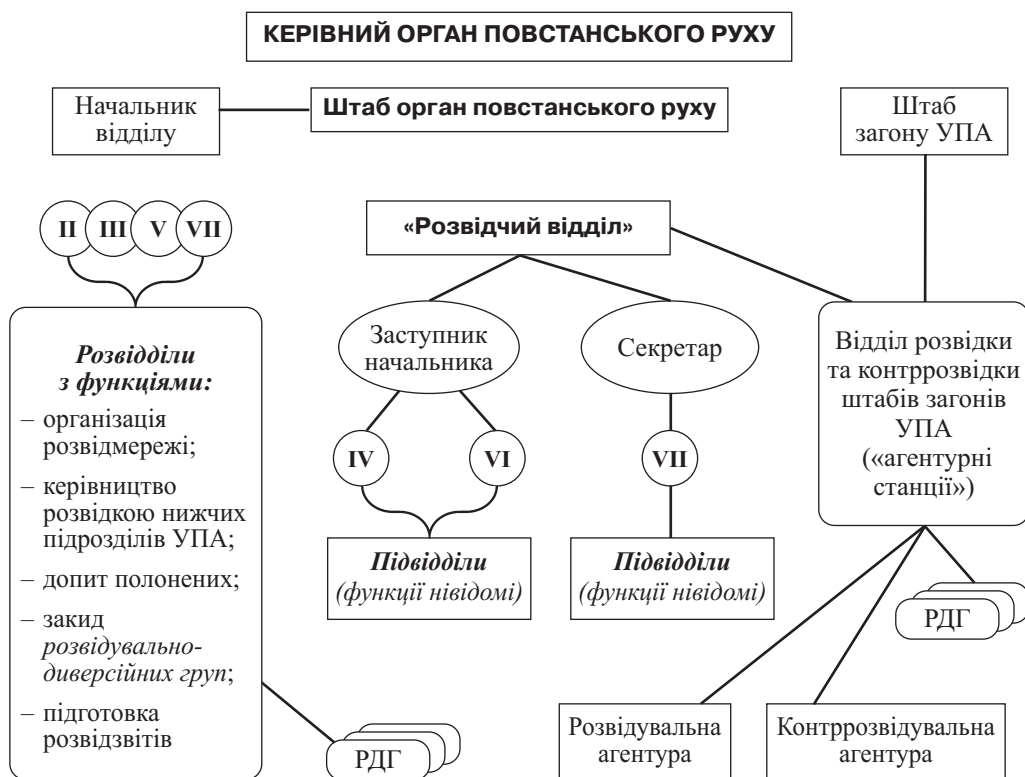 КЕРІВНИЙ ОРГАН ПОВСТАНСЬКОГО РУХУ
Начальник
відділу
Штаб орган повстанського руху
Штаб
загону УПА
II III V VII
«Розвідчий відділ»
Розвідділи
з функціями:
– організація
розвідмережі;
– керівництво
розвідкою нижчих
підрозділів УПА;
– допит полонених;
– закид
розвідувально-
диверсійних груп;
– підготовка
розвідзвітів
РДГ
Заступник
начальника
IV VI
Підвідділи
(функції нівідомі)
Секретар
VII
Підвідділи
(функції нівідомі)
Відділ розвідки
та контррозвідки
штабів загонів
УПА
(«агентурні
станції»)
РДГ
Розвідувальна
агентура
Контррозвідувальна
агентура